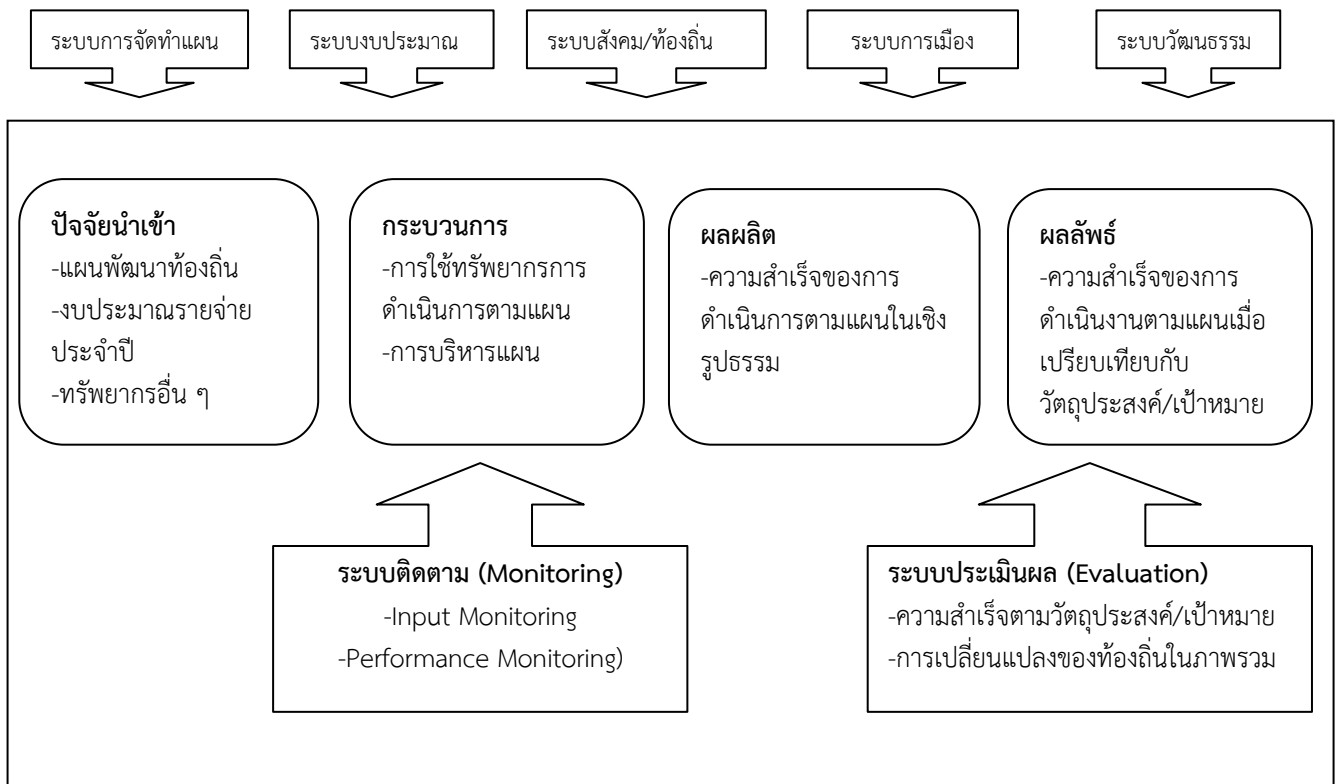 ระบบการจัดทำแผน
ระบบงบประมาณ
ระบบสังคม/ท้องถิ่น
ระบบการเมือง
ระบบวัฒนธรรม
ปัจจัยนำเข้า
-แผนพัฒนาท้องถิ่น
-งบประมาณรายจ่าย
ประจำปี
-ทรัพยากรอื่น ๆ
กระบวนการ
-การใช้ทรัพยากรการ
ดำเนินการตามแผน
-การบริหารแผน
ผลผลิต
-ความสำเร็จของการ
ดำเนินการตามแผนในเชิง
รูปธรรม
ผลลัพธ์
-ความสำเร็จของการ
ดำเนินงานตามแผนเมื่อ
เปรียบเทียบกับ
วัตถุประสงค์/เป้าหมาย
ระบบติดตาม (Monitoring)
-Input Monitoring
-Performance Monitoring)
ระบบประเมินผล (Evaluation)
-ความสำเร็จตามวัตถุประสงค์/เป้าหมาย
-การเปลี่ยนแปลงของท้องถิ่นในภาพรวม